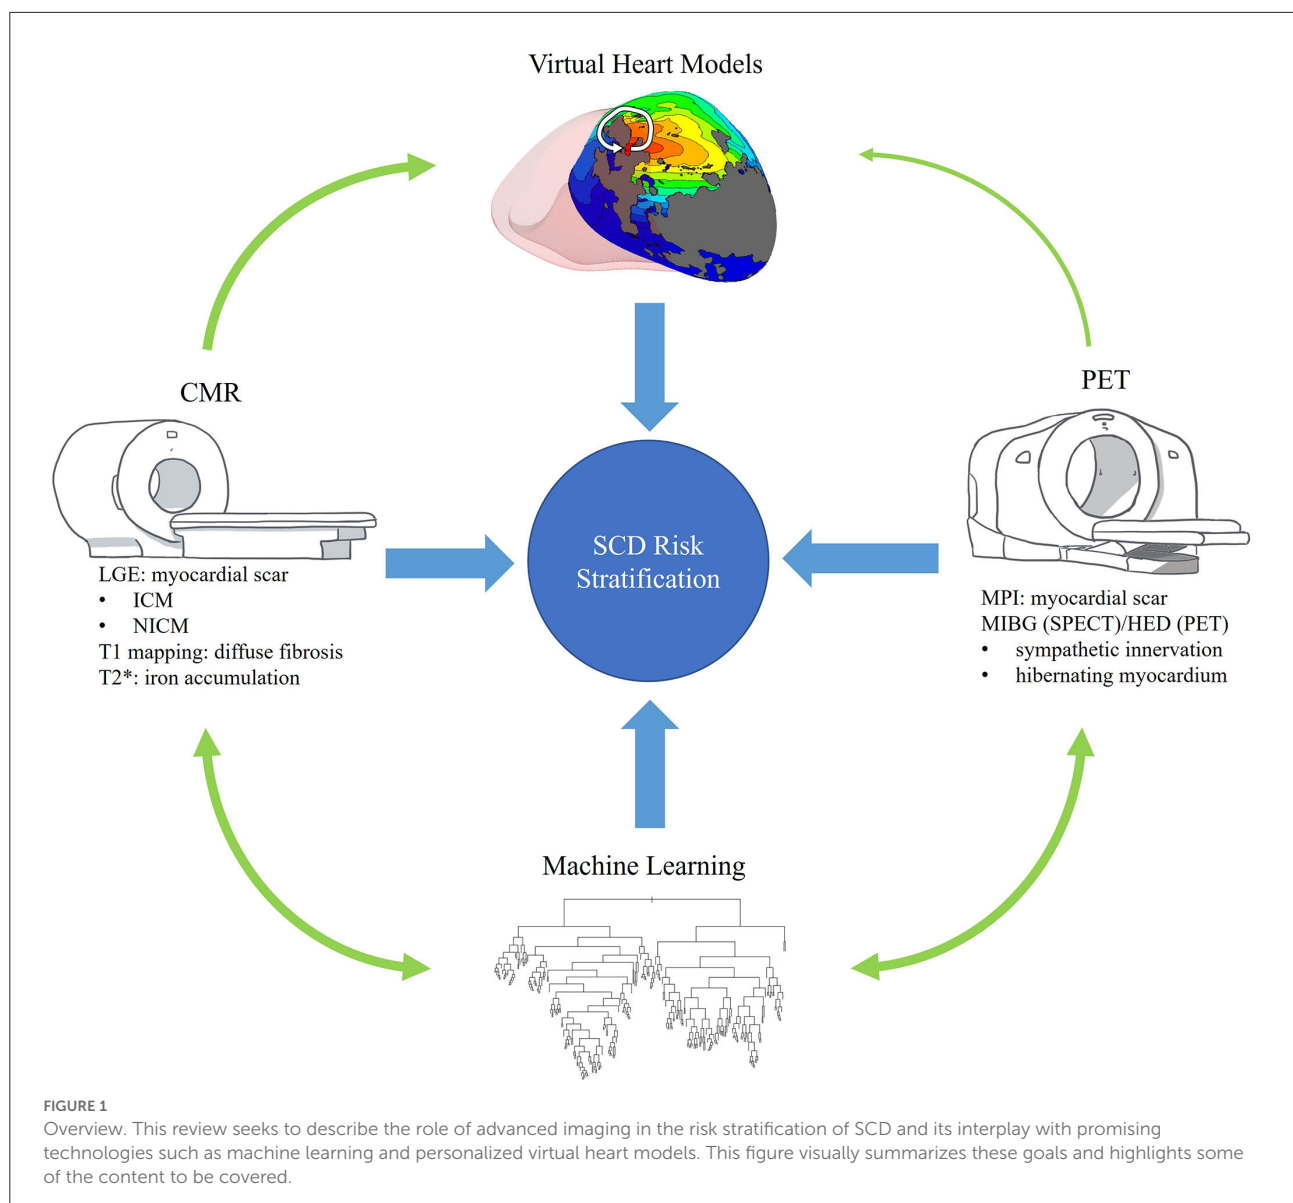 Virtual Heart Models
CMR
LGE: myocardial scar
• ICM
• NICM
T1 mapping: diffuse fibrosis
T2*: iron accumulation
SCD Risk
Stratification
PET
MPI: myocardial scar
MIBG (SPECT)/HED (PET)
• sympathetic innervation
• hibernating myocardium
Machine Learning
FIGURE 1
Overview. This review seeks to describe the role of advanced imaging in the risk stratification of SCD and its interplay with promising
technologies such as machine learning and personalized virtual heart models. This figure visually summarizes these goals and highlights some
of the content to be covered.